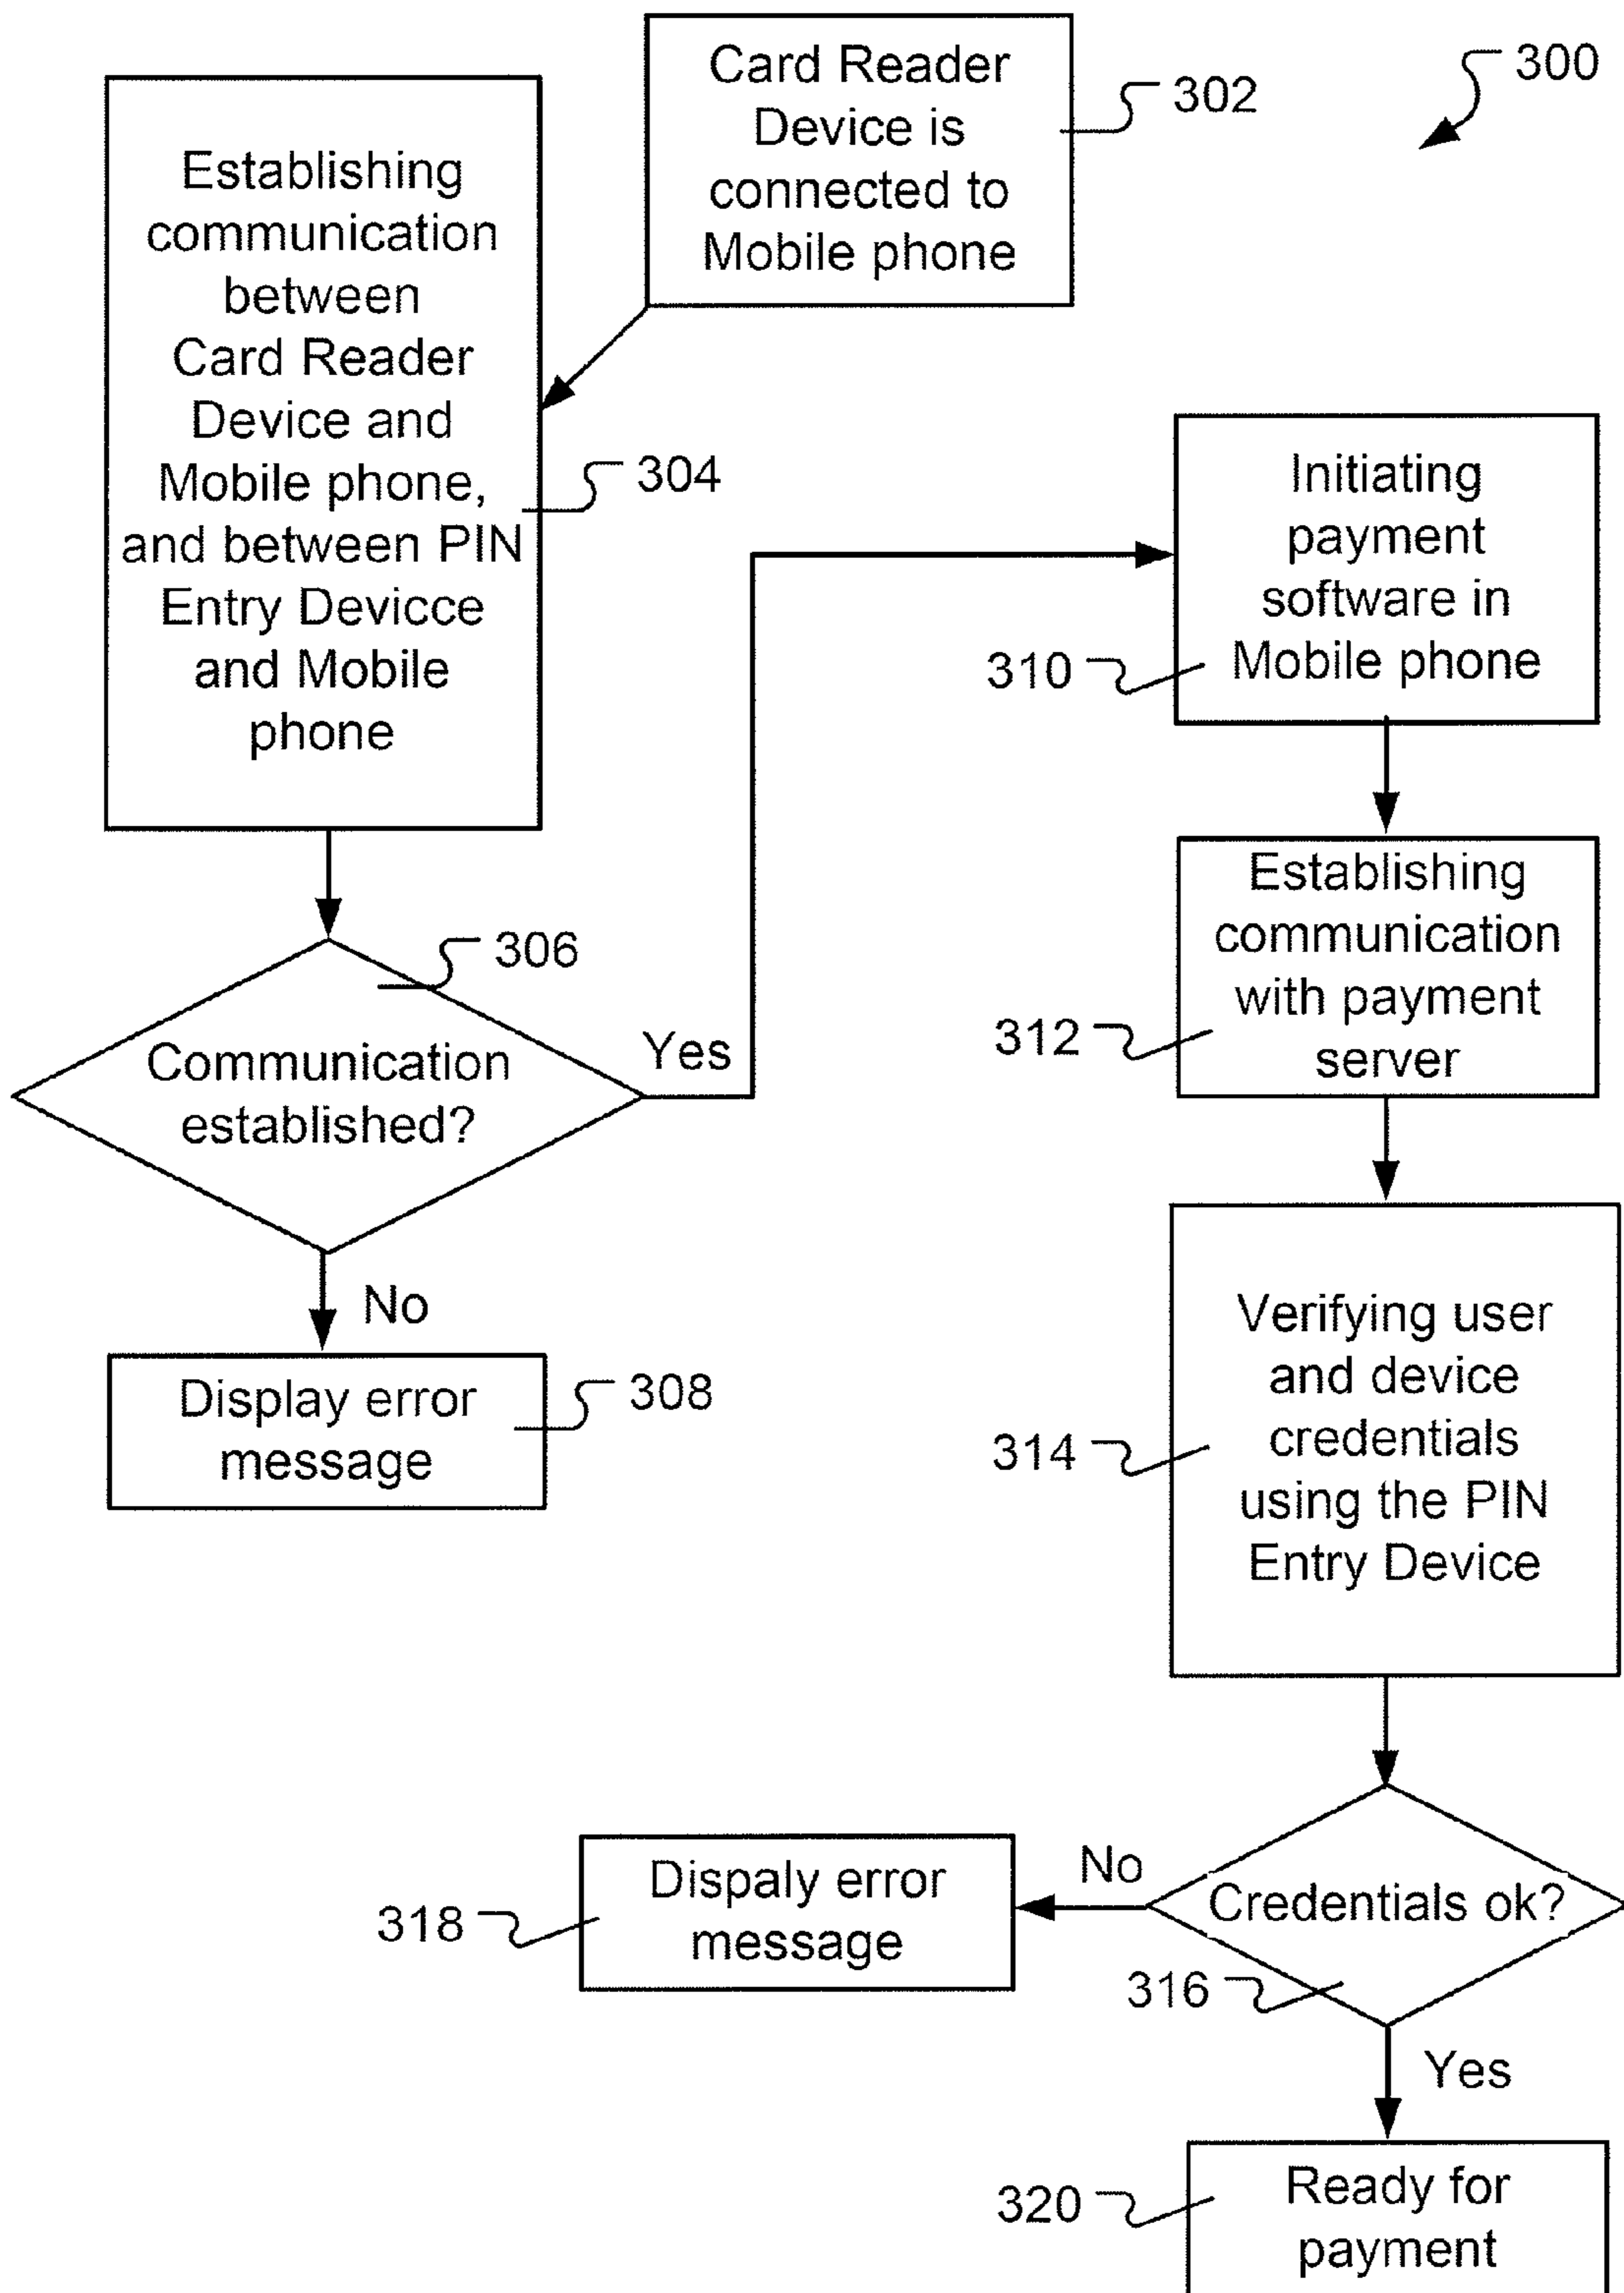 300
Card Reader
Device is
connected to
Mobile phone
302
Establishing
communication
between
Card Reader
Device and
Mobile phone,
and between PIN
Entry Devicce
and Mobile
phone
304
306
Communication
established?
Yes
No
Display error
message
308
Initiating
payment
software in
Mobile phone
310
Establishing
communication
with payment
server
312
Verifying user
and device
credentials
using the PIN
Entry Device
314
Credentials ok?
316
No
Dispaly error
message
318
Yes
Ready for
payment
320